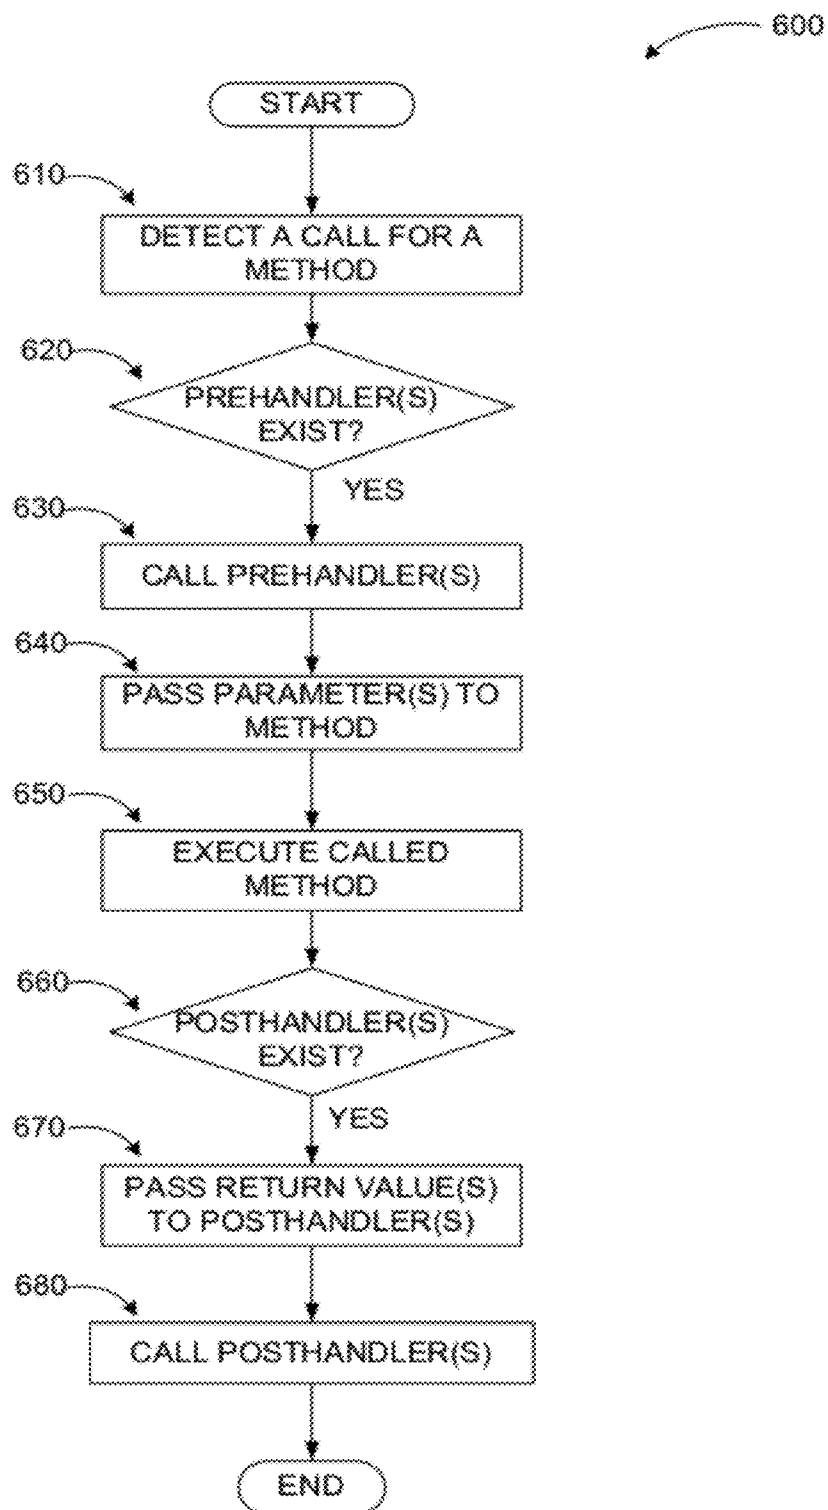 600
START
610
DETECT A CALL FOR A
METHOD
620
PREHANDLER(S)
EXIST?
YES
630
CALL PREHANDLER(S)
640
PASS PARAMETER(S) TO
METHOD
650
EXECUTE CALLED
METHOD
660
POSTHANDLER(S)
EXIST?
YES
670
PASS RETURN VALUE(S)
TO POSTHANDLER(S)
680
CALL POSTHANDLER(S)
END